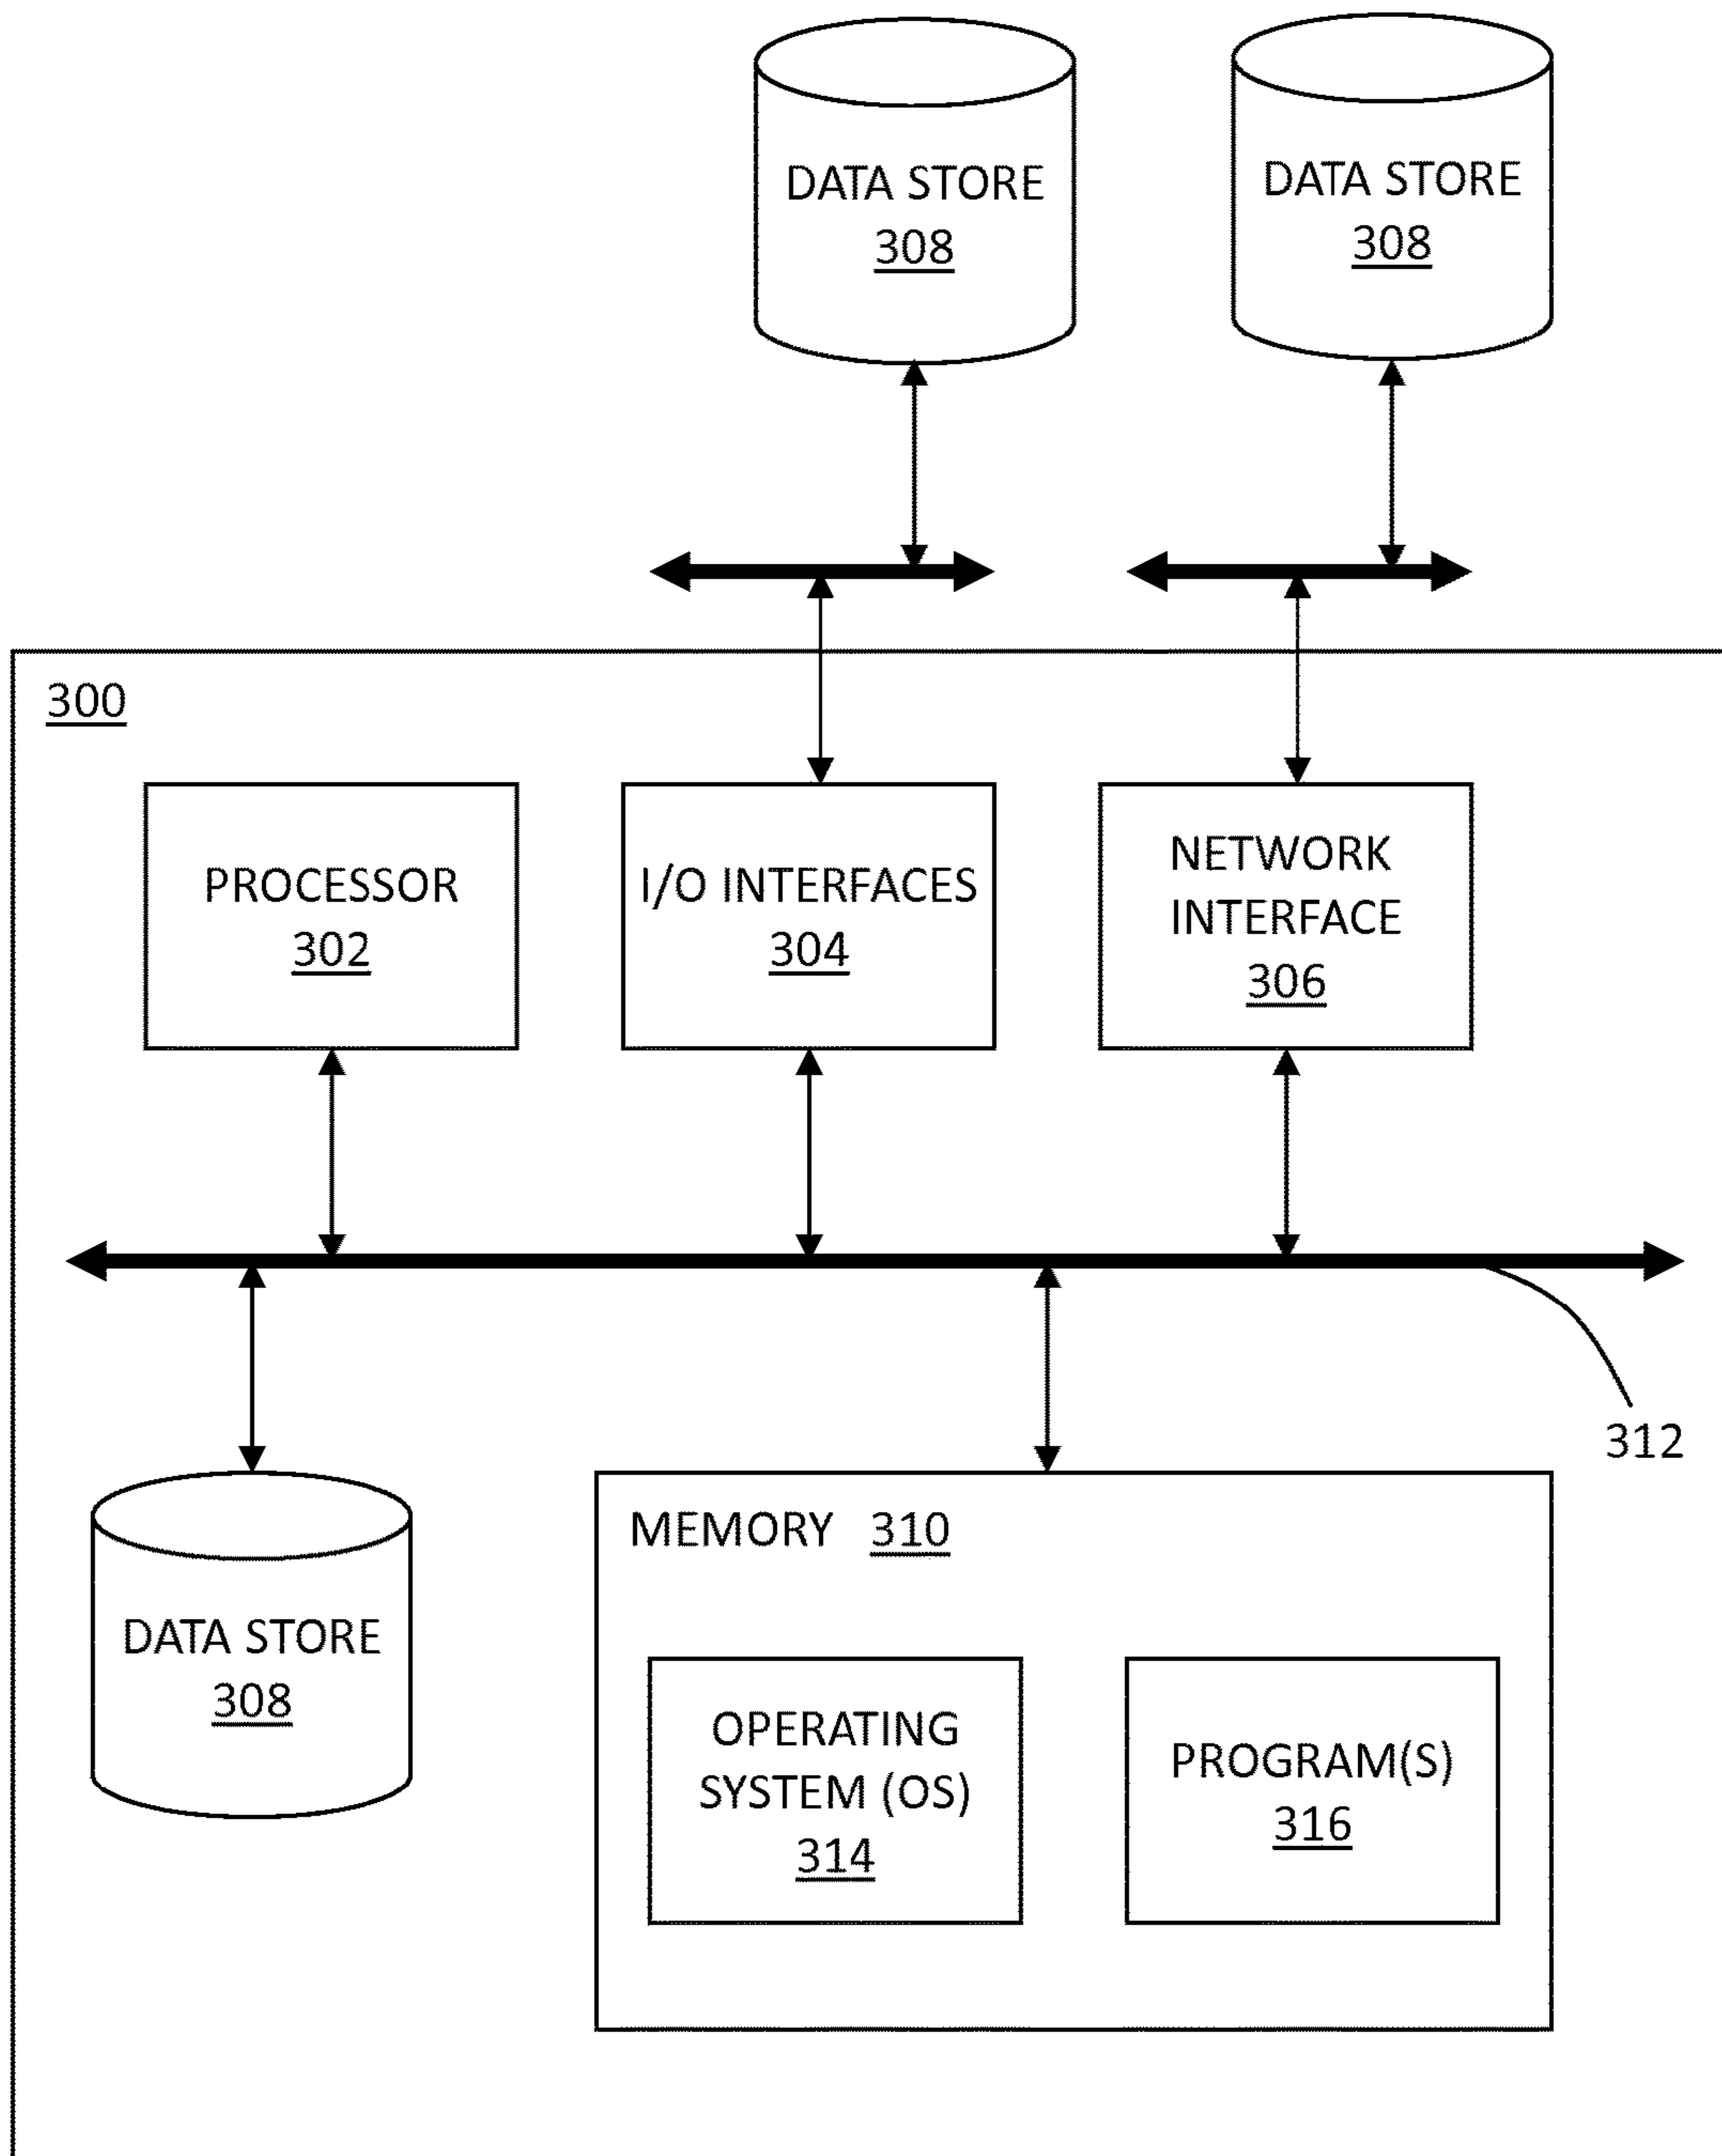 DATA STORE
308
DATA STORE
308
300
PROCESSOR
302
I/O INTERFACES
304
NETWORK
INTERFACE
306
312
DATA STORE
308
MEMORY 310
OPERATING
SYSTEM (OS)
314
PROGRAM(S)
316